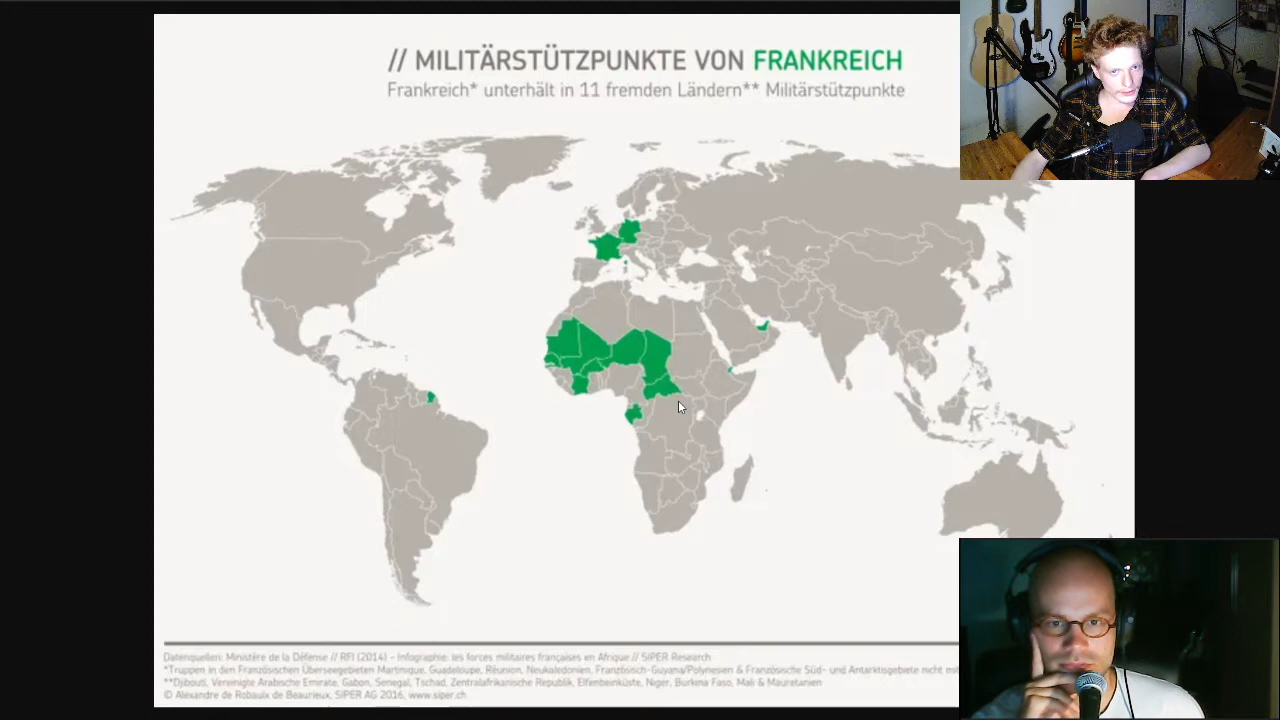 // MILITÄRSTÜTZPUNKTE VON FRANKREICH
Frankreich* unterhält in 11 fremden Ländern** Militärstützpunkte
Datenquellen: Ministère de la Défense // RFI (2014) – Infographie: les forces militaires françaises en Afrique // SIPER Research
*Truppen in den Französischen Überseegebieten Martinique, Guadeloupe, Réunion, Neukaledonien, Französisch-Guyana/Polynesien & Französische Süd- und Antarktisgebiete nicht
**Djibouti, Vereinigte Arabische Emirate, Gabon, Senegal, Tschad, Zentralafrikanische Republik, Elfenbeinküste, Niger, Burkina Faso, Mali & Mauretanien
© Alexandre de Robaulx de Beaurieux, SIPER AG 2016, www.siper.ch